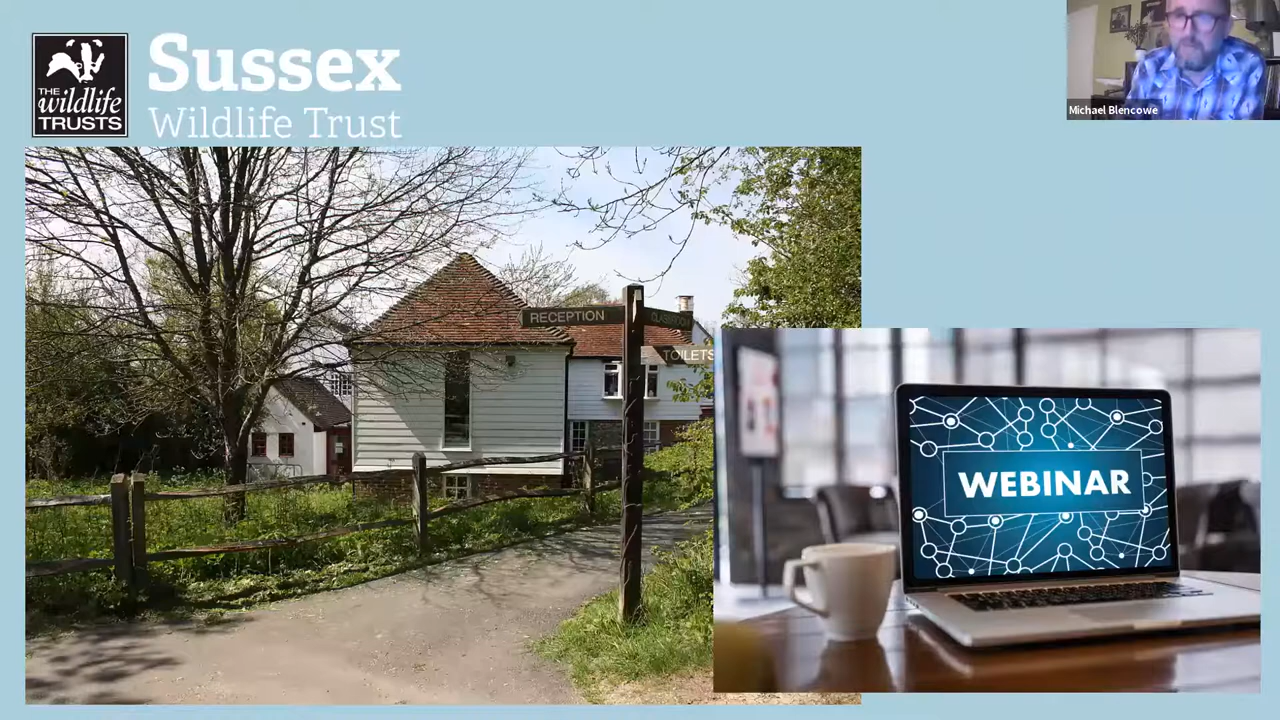 THE
wildlife
TRUSTS
Sussex
Wildlife Trust
Michael Blencowe
RECEPTION
TOILETS
WEBINAR